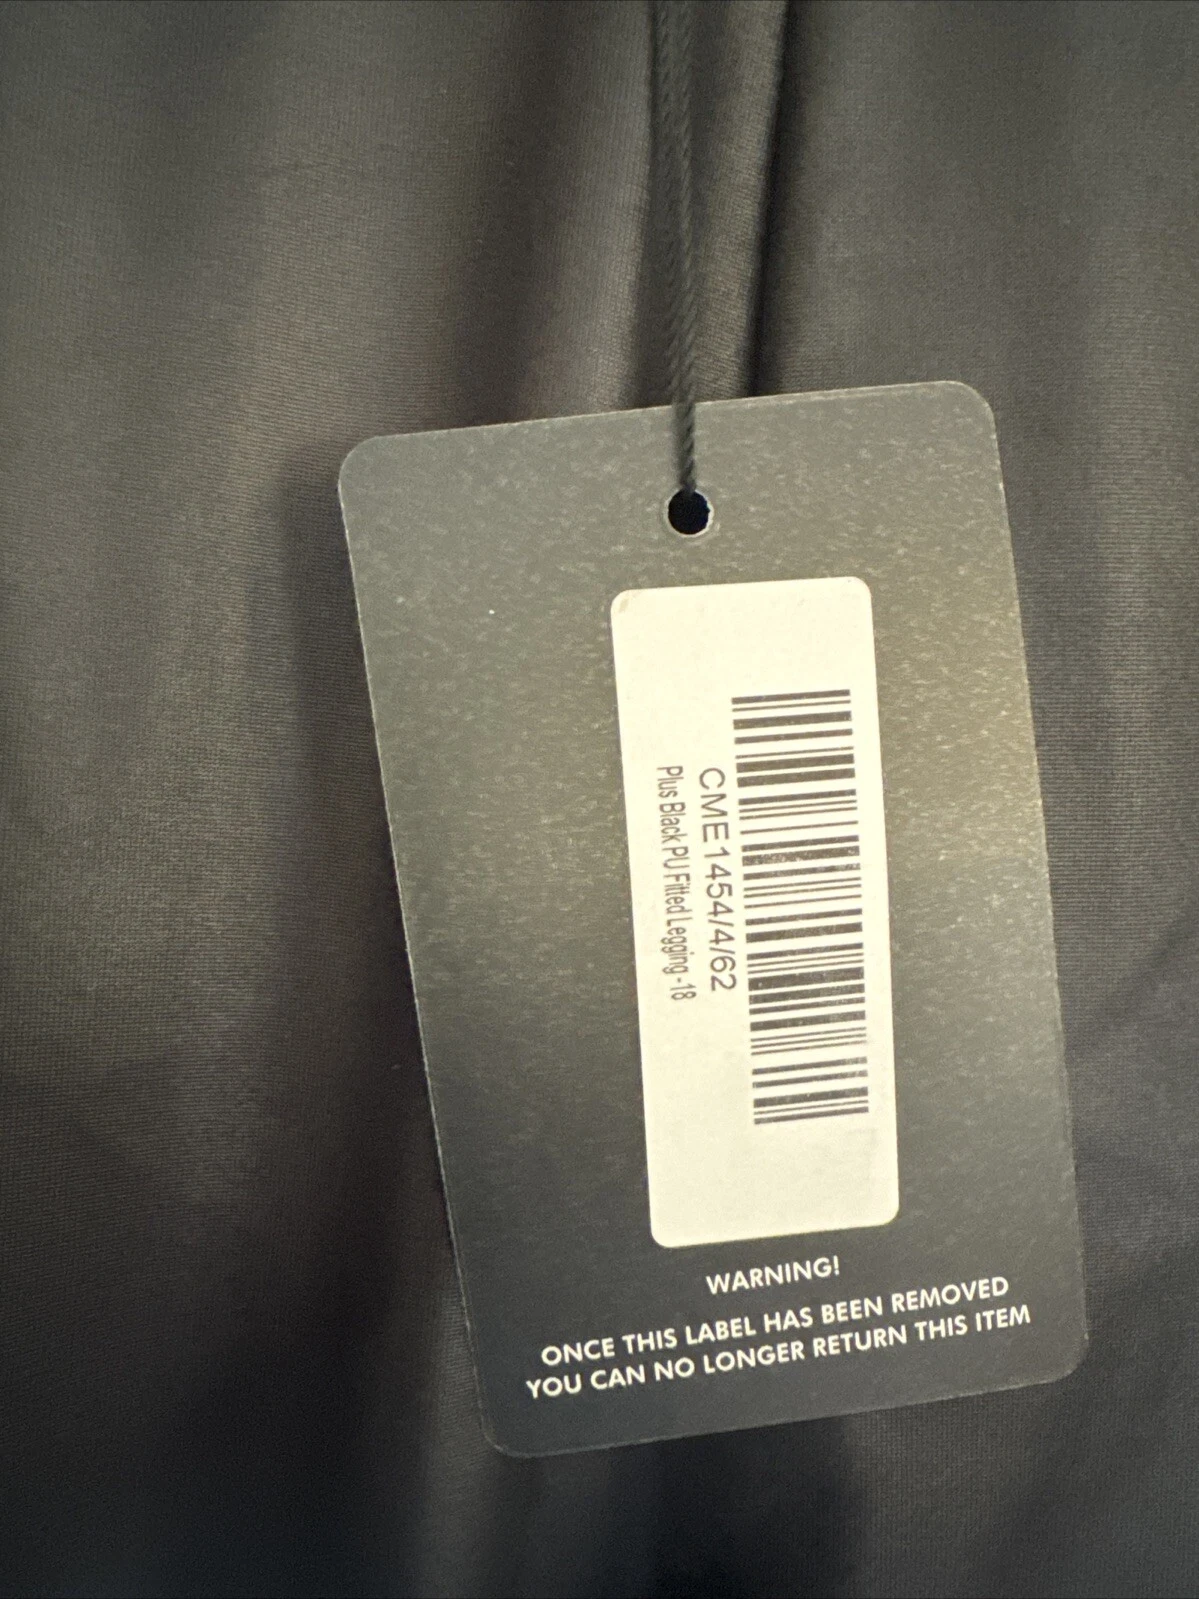 CME1454/4/62
Plus Black PU Fitted Legging -18
WARNING!
ONCE THIS LABEL HAS BEEN REMOVED
YOU CAN NO LONGER RETURN THIS ITEM